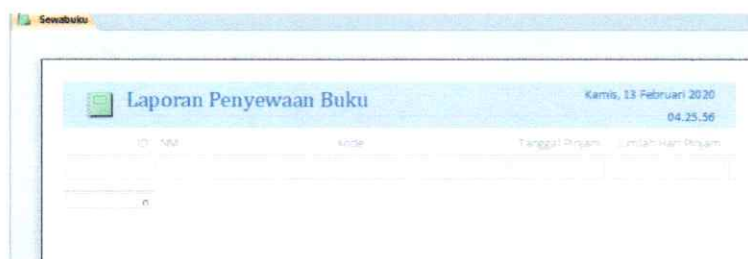 Sewabuku
Laporan Penyewaan Buku
Kamis, 13 Februari 2020
04.25.56
ID NIM Kode Tanggal Pinjam Jumlah Hari Pinjam
0